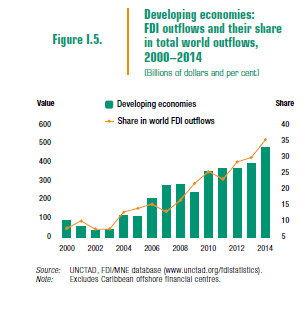 Figure I.5.
Developing economies:
FDI outflows and their share
in total world outflows,
2000–2014
(Billions of dollars and per cent)
Value
Share
Developing economies
Share in world FDI outflows
600
500
400
300
200
100
0
40
35
30
25
20
15
10
5
2000 2002 2004 2006 2008 2010 2012 2014
Source: UNCTAD, FDI/MNE database (www.unctad.org/fdistatistics).
Note: Excludes Caribbean offshore financial centres.